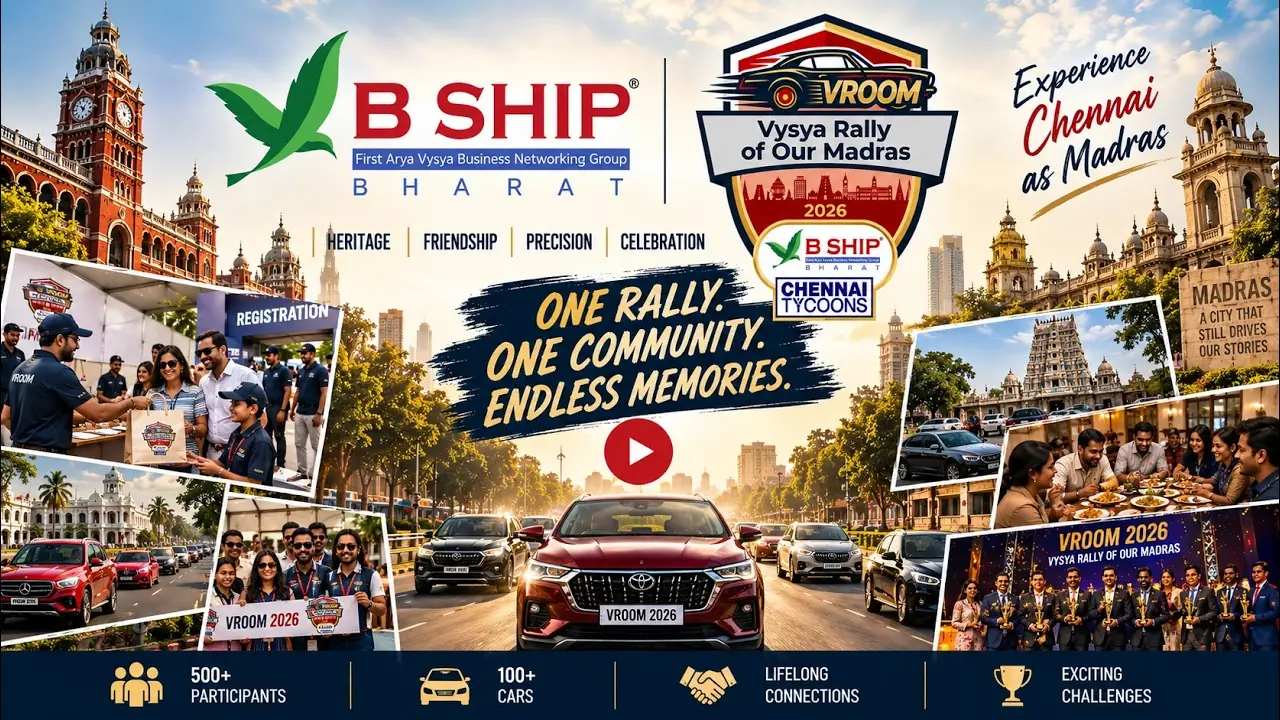 B SHIP®
First Arya Vysya Business Networking Group
BHARAT
HERITAGE
FRIENDSHIP
PRECISION
CELEBRATION
VROOM
Vysya Rally
of Our Madras
2026
B SHIP®
BHARAT
CHENNAI
TYCOONS
Experience
Chennai
as Madras
ONE RALLY.
ONE COMMUNITY.
ENDLESS MEMORIES.
VROOM
REGISTRATION
VROOM
MADRAS
A CITY THAT
STILL DRIVES
OUR STORIES
VROOM 2026
VROOM 2026
VROOM 2026
VYSYA RALLY OF OUR MADRAS
500+
PARTICIPANTS
100+
CARS
LIFELONG
CONNECTIONS
EXCITING
CHALLENGES